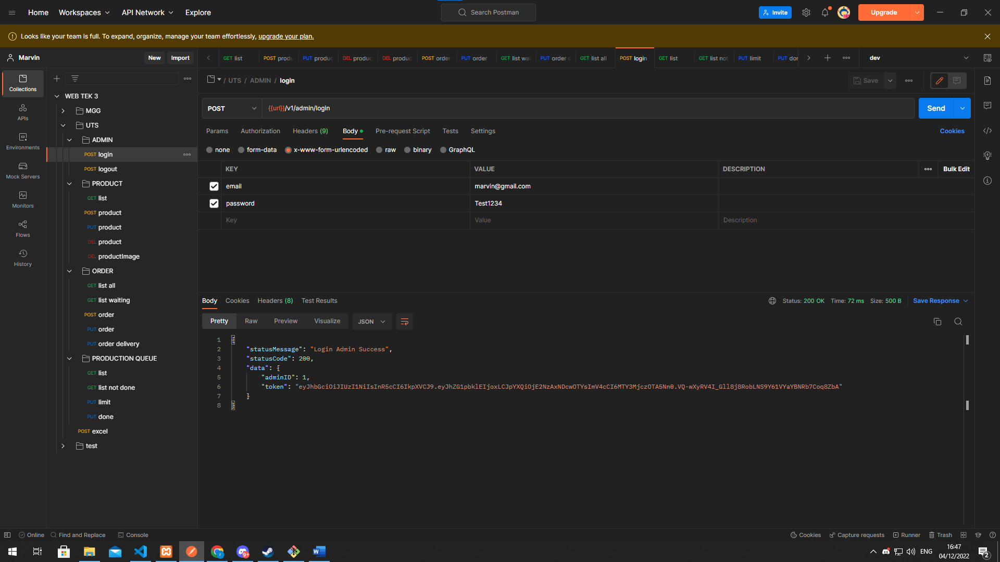 Home Workspaces API Network Explore Search Postman Invite Upgrade
Looks like your team is full. To expand, organize, manage your team effortlessly, upgrade your plan.
Marvin New Import
GET list POST produ PUT produc DEL produc DEL produc POST order PUT order GET list wai PUT order d GET list all POST login GET list GET list not PUT limit PUT dor dev
Collections
APIs
Environments
Mock Servers
Monitors
Flows
History
WEB TEK 3
MGG
UTS
ADMIN
POST login
POST logout
PRODUCT
GET list
POST product
PUT product
DEL product
DEL productImage
ORDER
GET list all
GET list waiting
POST order
PUT order
PUT order delivery
PRODUCTION QUEUE
GET list
GET list not done
PUT limit
PUT done
POST excel
test
/ UTS / ADMIN / login Save
POST {{url}}/v1/admin/login Send
Params Authorization Headers (9) Body Pre-request Script Tests Settings Cookies
none form-data x-www-form-urlencoded raw binary GraphQL
KEY VALUE DESCRIPTION Bulk Edit
email marvin@gmail.com
password Test1234
Key Value Description
Body Cookies Headers (8) Test Results Status: 200 OK Time: 72 ms Size: 500 B Save Response
Pretty Raw Preview Visualize JSON
1 {
2 "statusMessage": "Login Admin Success",
3 "statusCode": 200,
4 "data": {
5 "adminID": 1,
6 "token": "eyJhbGciOiJIUzI1NiIsInR5cCI6IkpXVCJ9.eyJhZG1pbklEIjoxLCJpYXQiOjE2NzAxNDcwOTYsImV4cCI6MTY3MjczOTA5Nn0.VQ-wXyRV4I_Gll8j8RobLNS9Y61VYaYBNRb7Coq8ZbA"
7 }
8 }
Online Find and Replace Console Cookies Capture requests Runner Trash
9+ ENG 16:47
04/12/2022 2